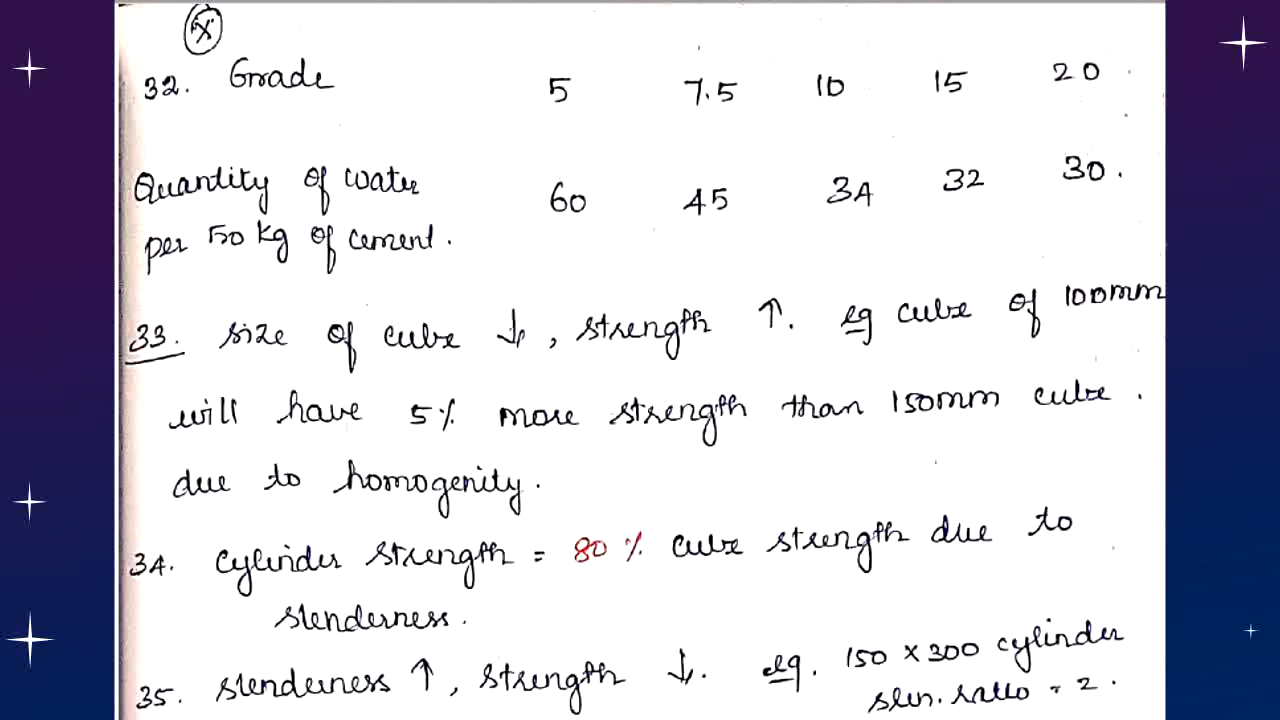 X
32. Grade 5 7.5 10 15 20
Quantity of water 60 45 34 32 30.
per 50 kg of cement.
33. size of cube ↓, strength ↑. eg cube of 100mm
will have 5% more strength than 150mm cube.
due to homogenity.
34. cylinder strength = 80% cube strength due to
slenderness.
35. slenderness ↑, strength ↓. eg. 150 × 300 cylinder
slen. ratio = 2.